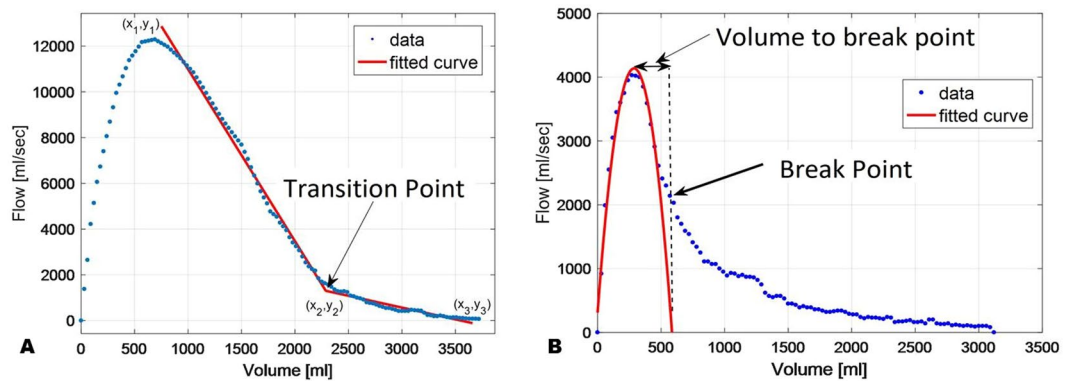 (x1,y1)
data
fitted curve
Transition Point
(x2,y2)
(x3,y3)
12000
10000
8000
6000
4000
2000
0
Flow [ml/sec]
0
500
1000
1500
2000
2500
3000
3500
Volume [ml]
A
Volume to break point
data
fitted curve
Break Point
5000
4000
3000
2000
1000
0
Flow [ml/sec]
0
500
1000
1500
2000
2500
3000
3500
Volume [ml]
B